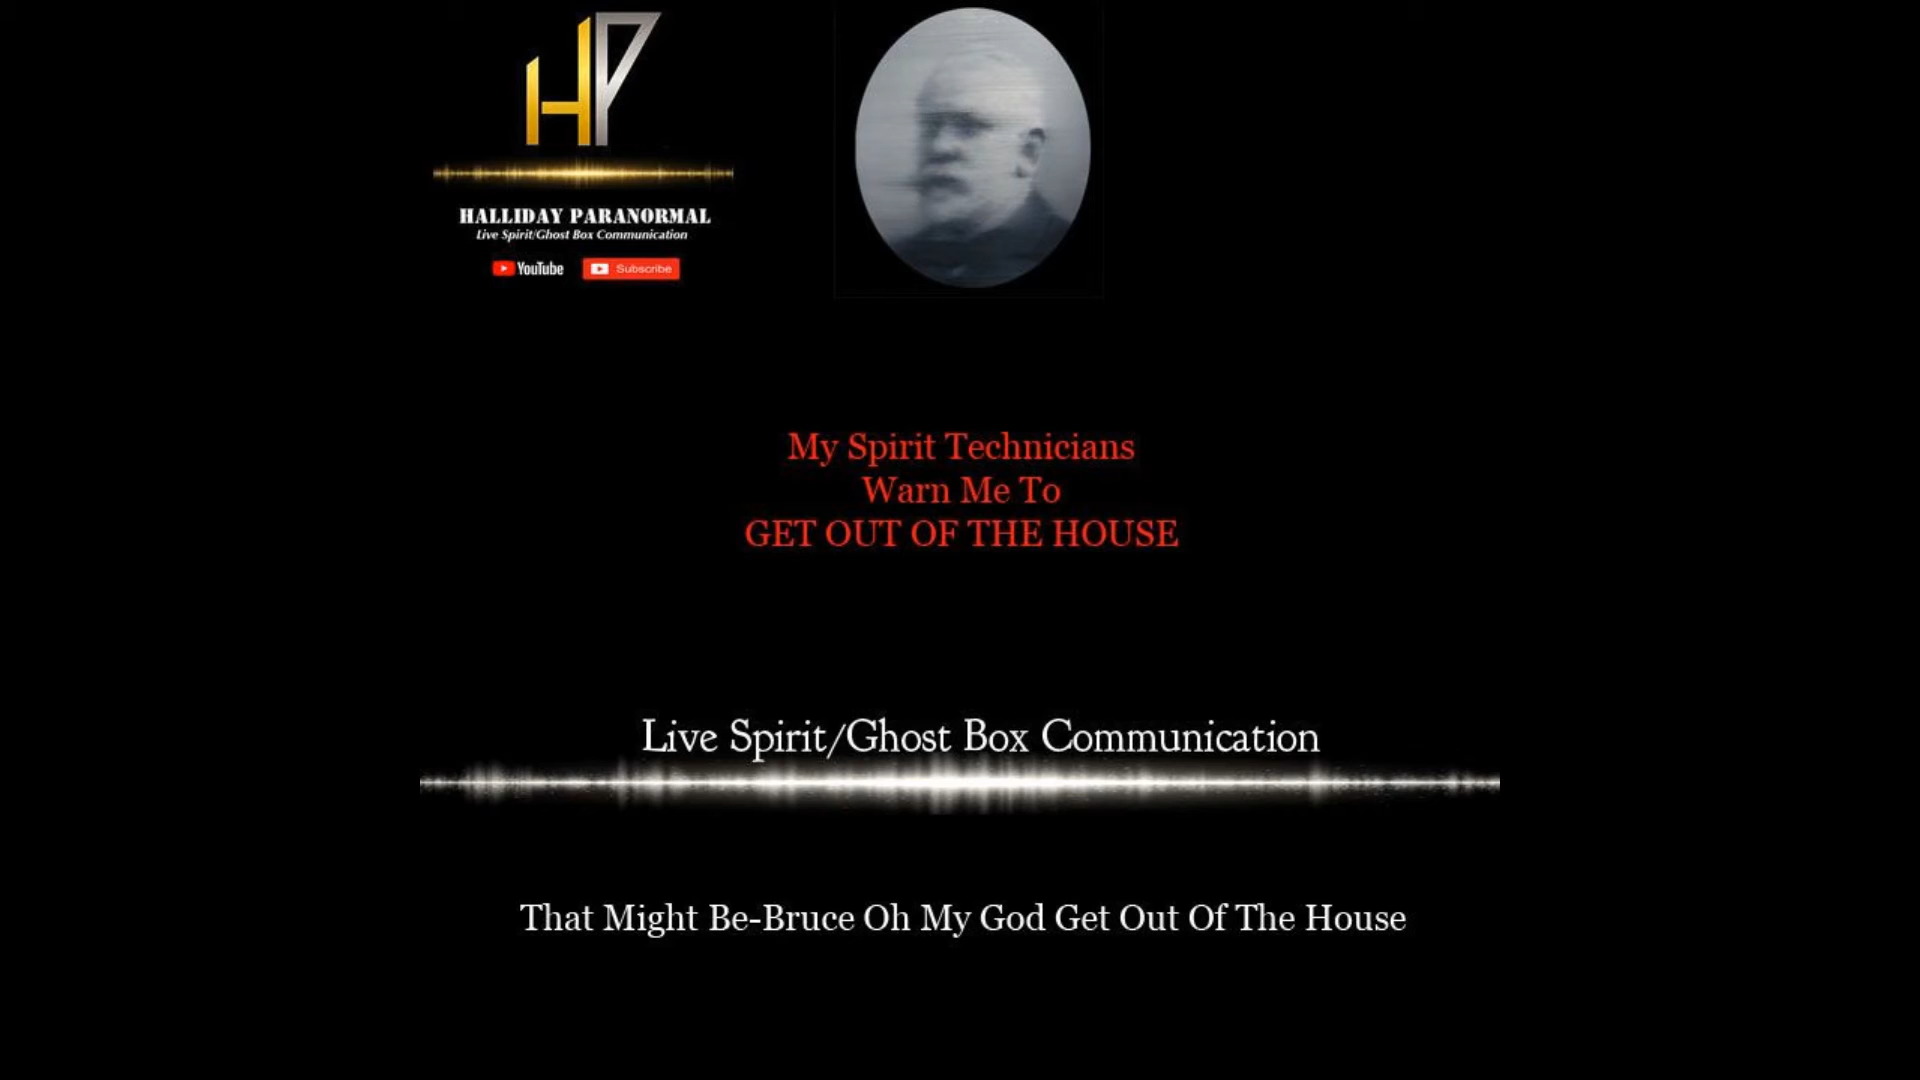 HP
HALLIDAY PARANORMAL
Live Spirit/Ghost Box Communication
YouTube Subscribe
My Spirit Technicians
Warn Me To
GET OUT OF THE HOUSE
Live Spirit/Ghost Box Communication
That Might Be-Bruce Oh My God Get Out Of The House